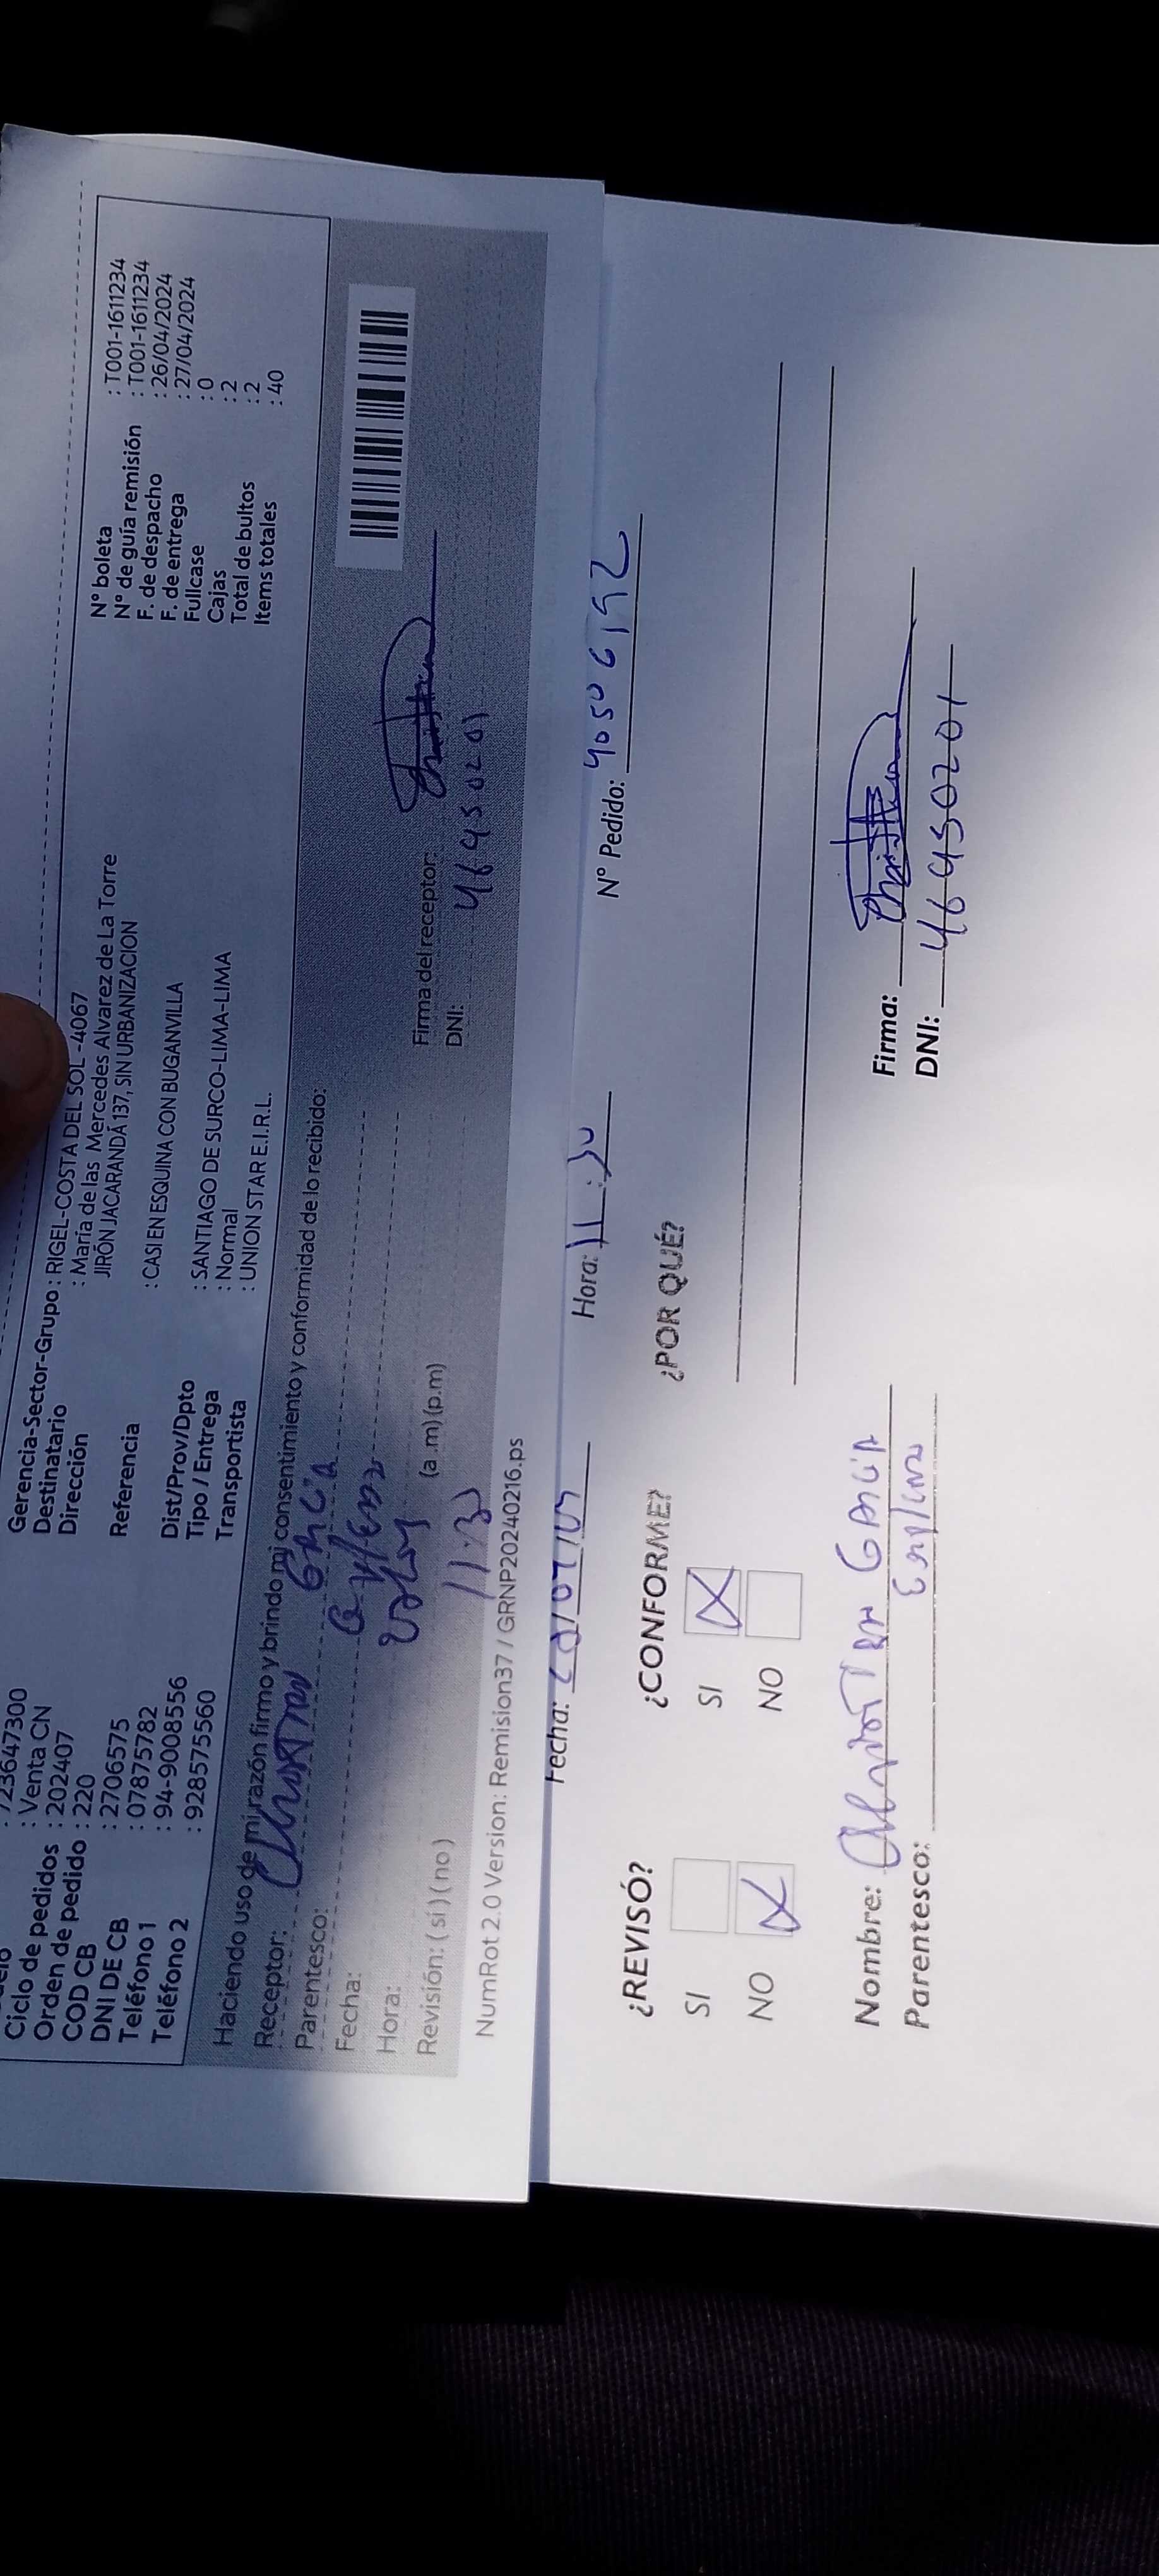 : 723647300
Ciclo de pedidos : Venta CN
Orden de pedido : 202407
COD CB : 220
DNI DE CB : 2706575
Teléfono 1 : 07875782
Teléfono 2 : 94-9008556
: 928575560
Gerencia-Sector-Grupo : RIGEL-COSTA DEL SOL -4067
Destinatario : María de las Mercedes Alvarez de La Torre
Dirección JIRÓN JACARANDÁ 137, SIN URBANIZACION
Referencia : CASI EN ESQUINA CON BUGANVILLA
Dist/Prov/Dpto : SANTIAGO DE SURCO-LIMA-LIMA
Tipo / Entrega : Normal
Transportista : UNION STAR E.I.R.L.
N° boleta : T001-1611234
N° de guía remisión : T001-1611234
F. de despacho : 26/04/2024
F. de entrega : 27/04/2024
Fullcase : 0
Cajas : 2
Total de bultos : 2
Items totales : 40
Haciendo uso de mi razón firmo y brindo mi consentimiento y conformidad de lo recibido:
Receptor:
Parentesco:
Fecha:
Hora: 11:30 (a.m) (p.m)
Revisión: ( si ) ( no )
Firma del receptor:
DNI: 46450201
NumRot 2.0 Version: Remision37 / GRNP20240216.ps
Fecha: Hora: 11:30 N° Pedido:
¿REVISÓ? ¿CONFORME? ¿POR QUÉ?
SI SI
NO NO
Nombre: Firma:
Parentesco: DNI: 46450201